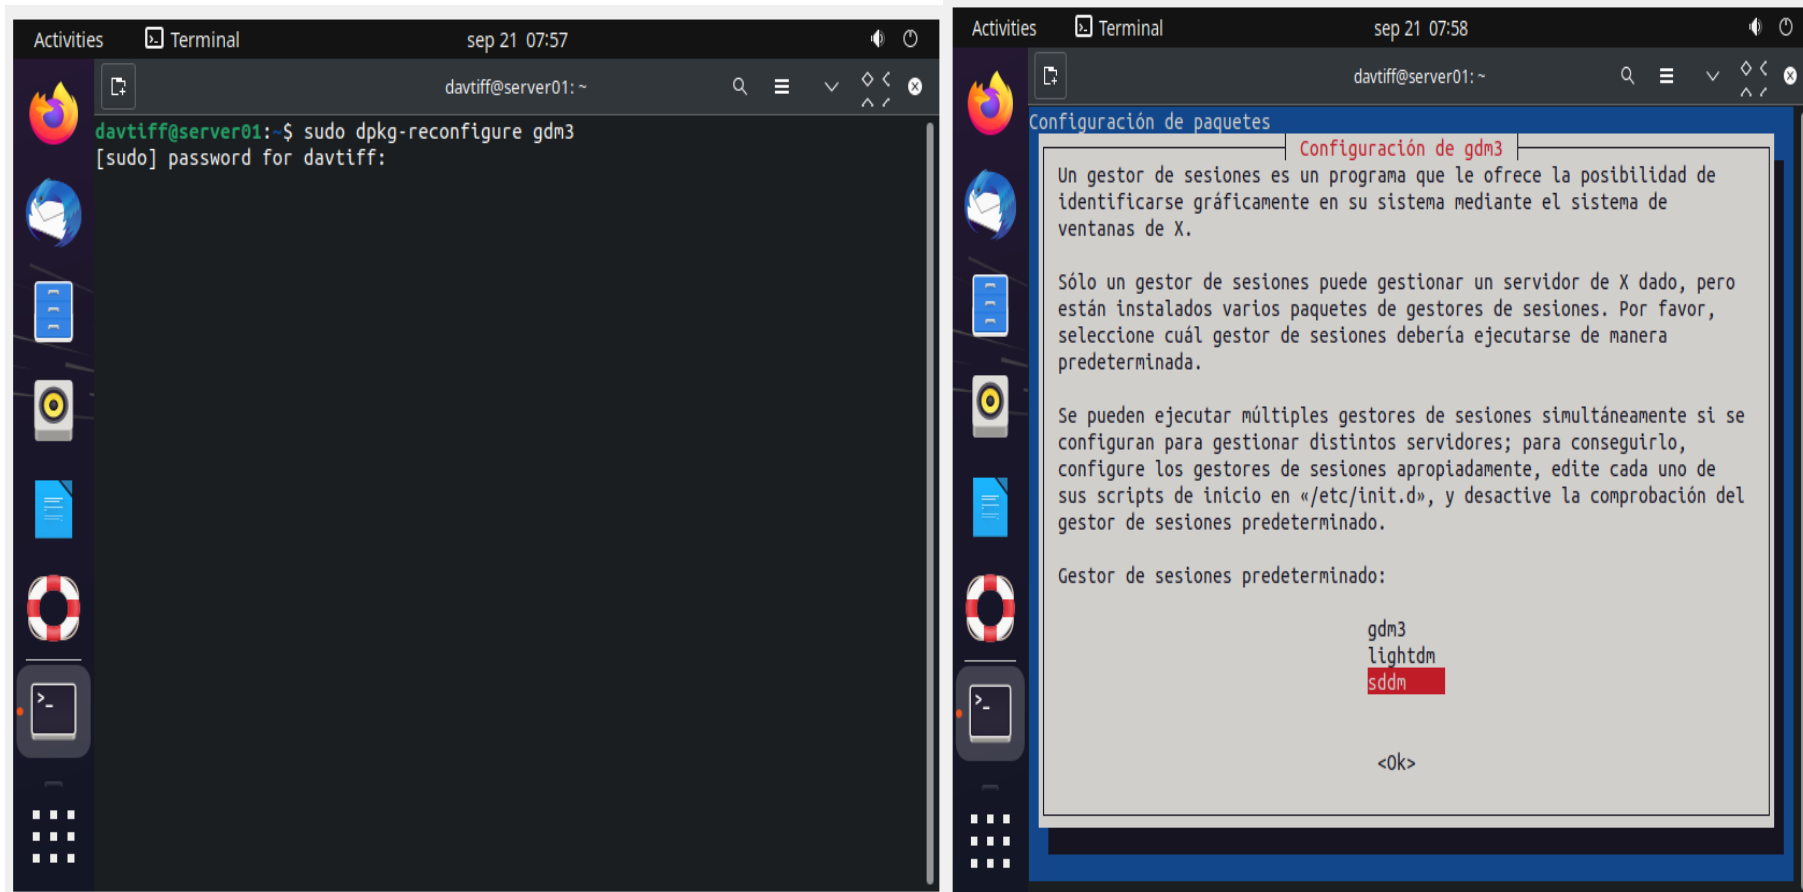 Activities
Terminal
sep 21 07:57
davtiff@server01: ~
davtiff@server01:~$ sudo dpkg-reconfigure gdm3
[sudo] password for davtiff:
Activities
Terminal
sep 21 07:58
davtiff@server01: ~
Configuración de paquetes
Configuración de gdm3
Un gestor de sesiones es un programa que le ofrece la posibilidad de
identificarse gráficamente en su sistema mediante el sistema de
ventanas de X.
Sólo un gestor de sesiones puede gestionar un servidor de X dado, pero
están instalados varios paquetes de gestores de sesiones. Por favor,
seleccione cuál gestor de sesiones debería ejecutarse de manera
predeterminada.
Se pueden ejecutar múltiples gestores de sesiones simultáneamente si se
configuran para gestionar distintos servidores; para conseguirlo,
configure los gestores de sesiones apropiadamente, edite cada uno de
sus scripts de inicio en «/etc/init.d», y desactive la comprobación del
gestor de sesiones predeterminado.
Gestor de sesiones predeterminado:
gdm3
lightdm
sddm
<Ok>